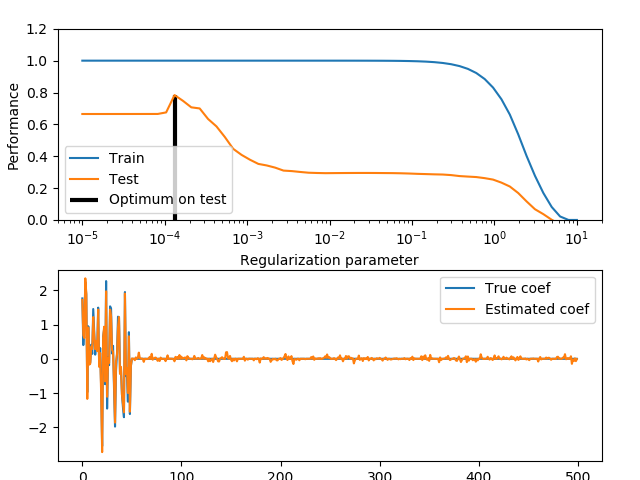 1.2
1.0
0.8
0.6
0.4
0.2
0.0
Performance
Train
Test
Optimum on test
10⁻⁵ 10⁻⁴ 10⁻³ 10⁻² 10⁻¹ 10⁰ 10¹
Regularization parameter
2
1
0
−1
−2
True coef
Estimated coef
0 100 200 300 400 500